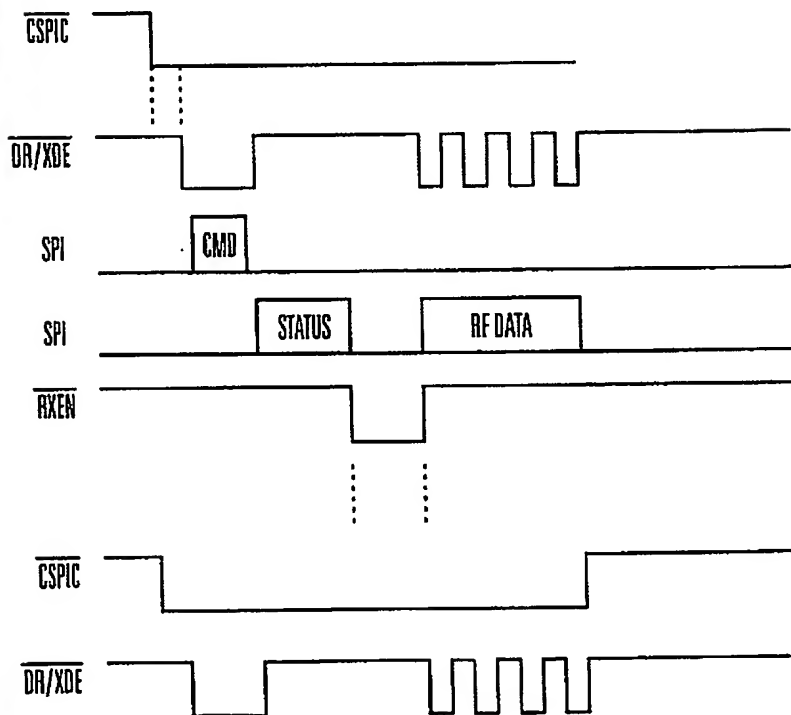 CSPIC
DR/XDE
SPI CMD
SPI STATUS RF DATA
RXEN
CSPIC
DR/XDE